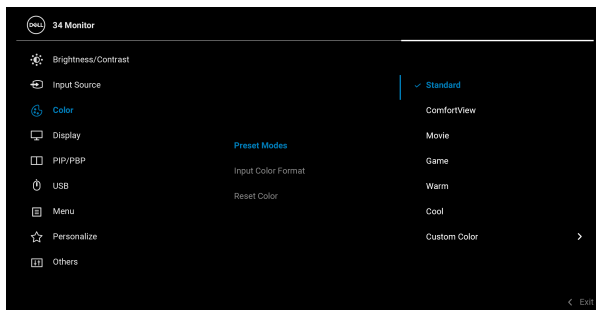 DELL 34 Monitor
Brightness/Contrast
Input Source
Standard
Color
ComfortView
Display
Movie
Preset Modes
PIP/PBP
Game
Input Color Format
USB
Warm
Reset Color
Menu
Cool
Personalize
Custom Color
Others
Exit